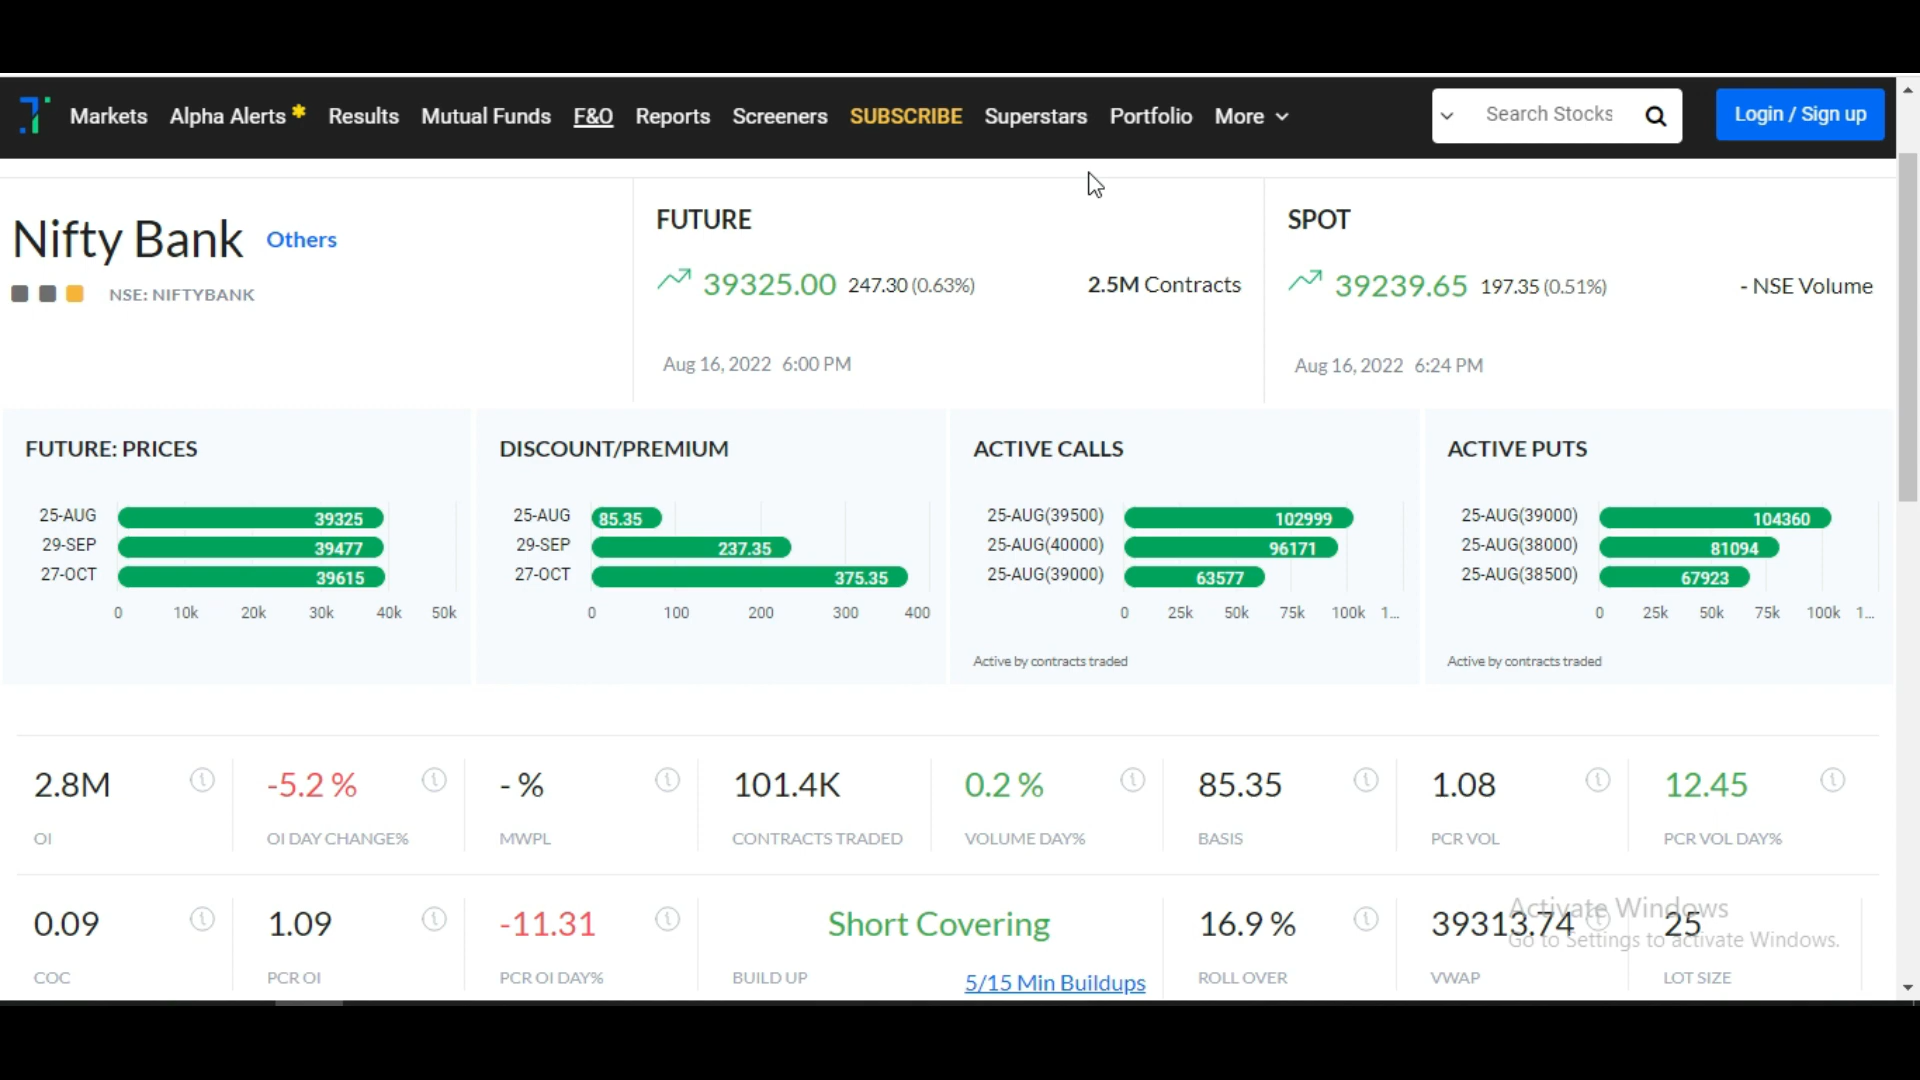 Markets Alpha Alerts * Results Mutual Funds F&O Reports Screeners SUBSCRIBE Superstars Portfolio More Search Stocks Login / Sign up
Nifty Bank Others
NSE: NIFTYBANK
FUTURE
39325.00 247.30 (0.63%) 2.5M Contracts
Aug 16, 2022 6:00 PM
SPOT
39239.65 197.35 (0.51%) - NSE Volume
Aug 16, 2022 6:24 PM
FUTURE: PRICES
25-AUG 39325
29-SEP 39477
27-OCT 39615
0 10k 20k 30k 40k 50k
DISCOUNT/PREMIUM
25-AUG 85.35
29-SEP 237.35
27-OCT 375.35
0 100 200 300 400
ACTIVE CALLS
25-AUG(39500) 102999
25-AUG(40000) 96171
25-AUG(39000) 63577
0 25k 50k 75k 100k 1...
Active by contracts traded
ACTIVE PUTS
25-AUG(39000) 104360
25-AUG(38000) 81094
25-AUG(38500) 67923
0 25k 50k 75k 100k 1...
Active by contracts traded
2.8M -5.2 % - % 101.4K 0.2 % 85.35 1.08 12.45
OI OI DAY CHANGE% MWPL CONTRACTS TRADED VOLUME DAY% BASIS PCR VOL PCR VOL DAY%
0.09 1.09 -11.31 Short Covering 16.9 % 39313.74 25
COC PCR OI PCR OI DAY% BUILD UP 5/15 Min Buildups ROLL OVER VWAP LOT SIZE
Activate Windows
Go to Settings to activate Windows.